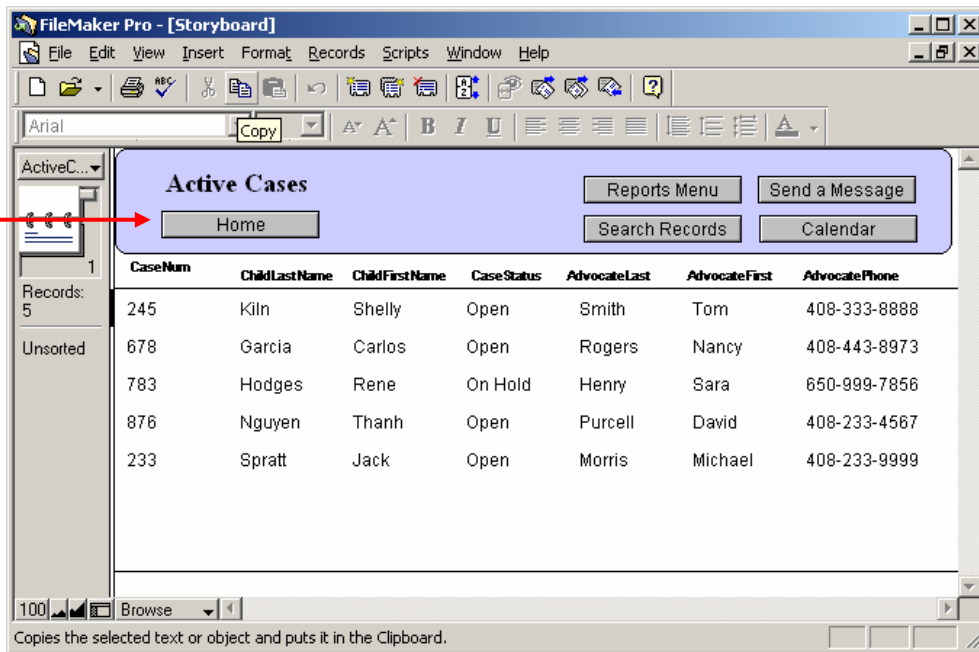 FileMaker Pro - [Storyboard]
File Edit View Insert Format Records Scripts Window Help
ABC
A Z
?
Arial
Copy
B I U A
ActiveC...
Active Cases
Reports Menu Send a Message
Home Search Records Calendar
1
CaseNum ChildLastName ChildFirstName CaseStatus AdvocateLast AdvocateFirst AdvocatePhone
Records:
5
245 Kiln Shelly Open Smith Tom 408-333-8888
Unsorted
678 Garcia Carlos Open Rogers Nancy 408-443-8973
783 Hodges Rene On Hold Henry Sara 650-999-7856
876 Nguyen Thanh Open Purcell David 408-233-4567
233 Spratt Jack Open Morris Michael 408-233-9999
100 Browse
Copies the selected text or object and puts it in the Clipboard.